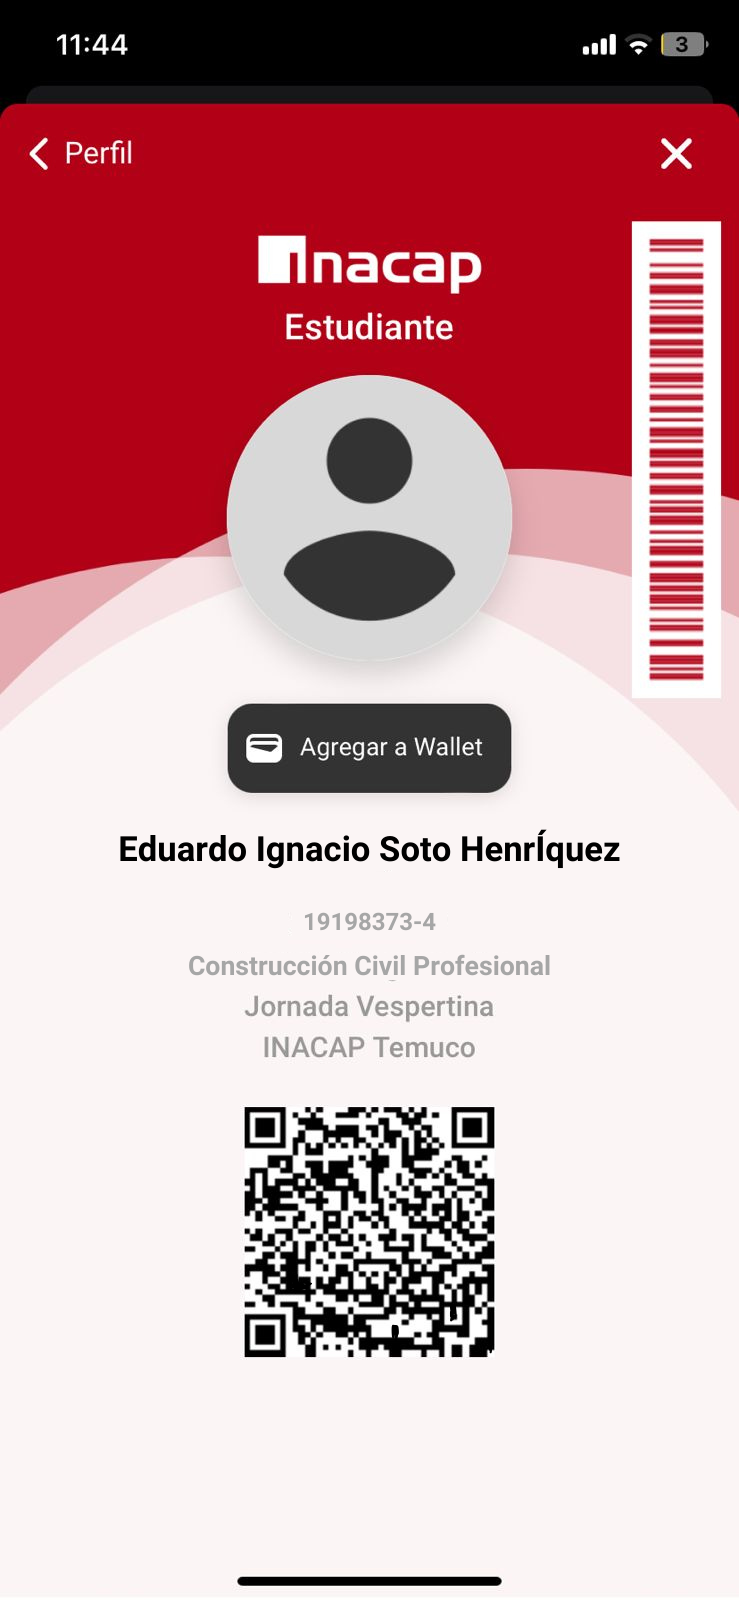 11:44
3
Perfil
Inacap
Estudiante
Agregar a Wallet
Eduardo Ignacio Soto HenrÍquez
19198373-4
Construcción Civil Profesional
Jornada Vespertina
INACAP Temuco